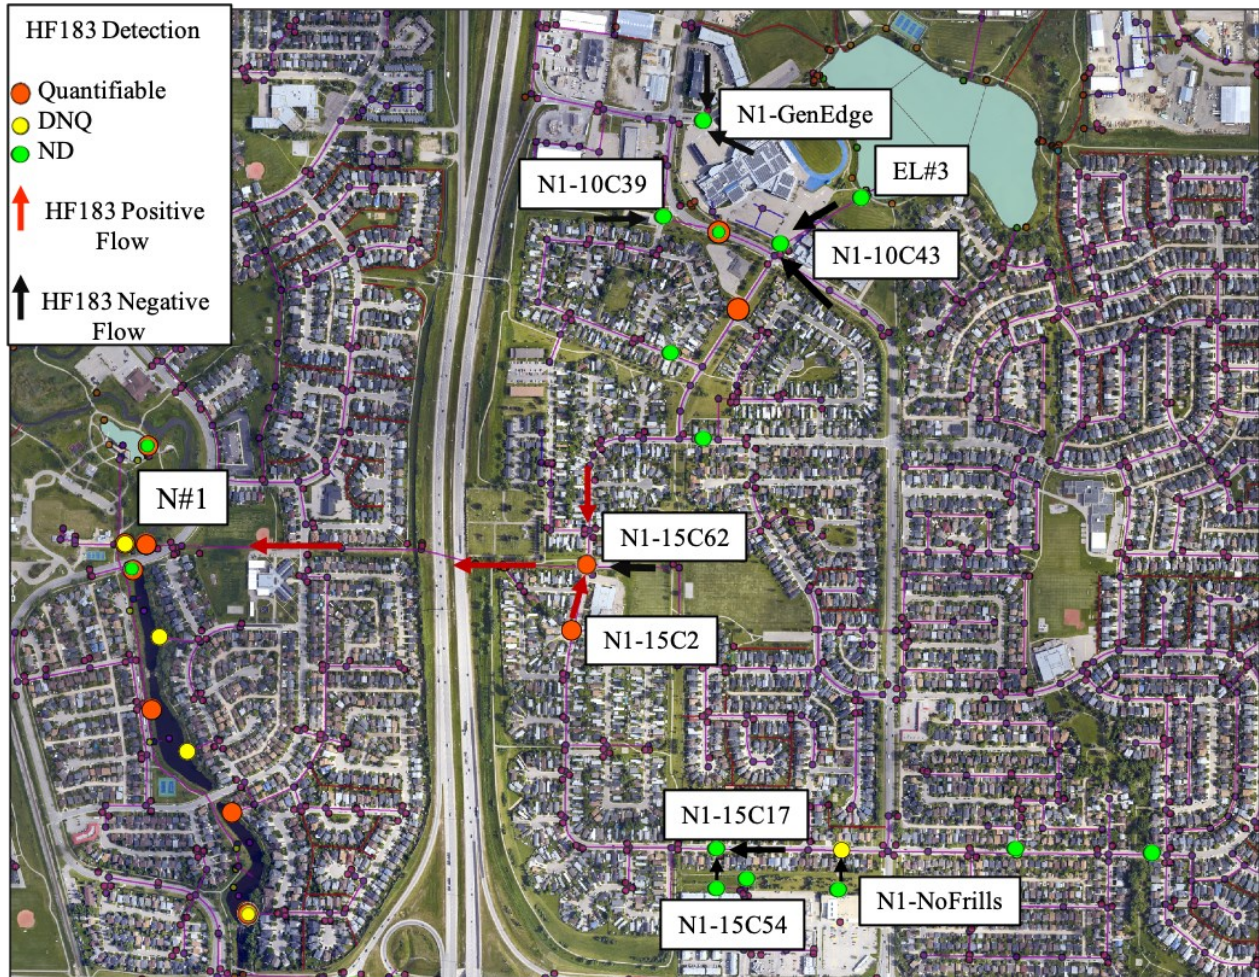 HF183 Detection
Quantifiable
DNQ
ND
HF183 Positive
Flow
HF183 Negative
Flow
N1-GenEdge
N1-10C39
EL#3
N1-10C43
N#1
N1-15C62
N1-15C2
N1-15C17
N1-15C54
N1-NoFrills